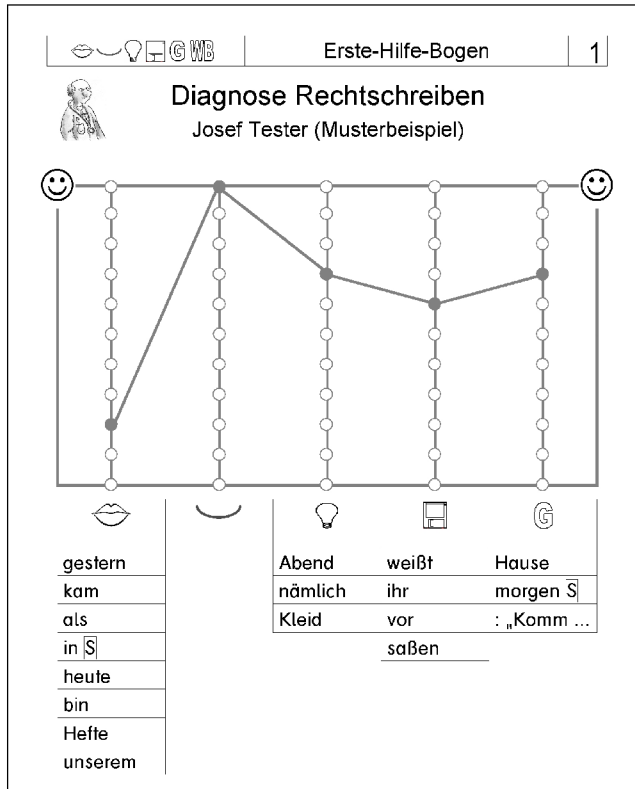 G WB Erste-Hilfe-Bogen 1
Diagnose Rechtschreiben
Josef Tester (Musterbeispiel)
G
gestern Abend weißt Hause
kam nämlich ihr morgen S
als Kleid vor : „Komm ...
in S saßen
heute
bin
Hefte
unserem